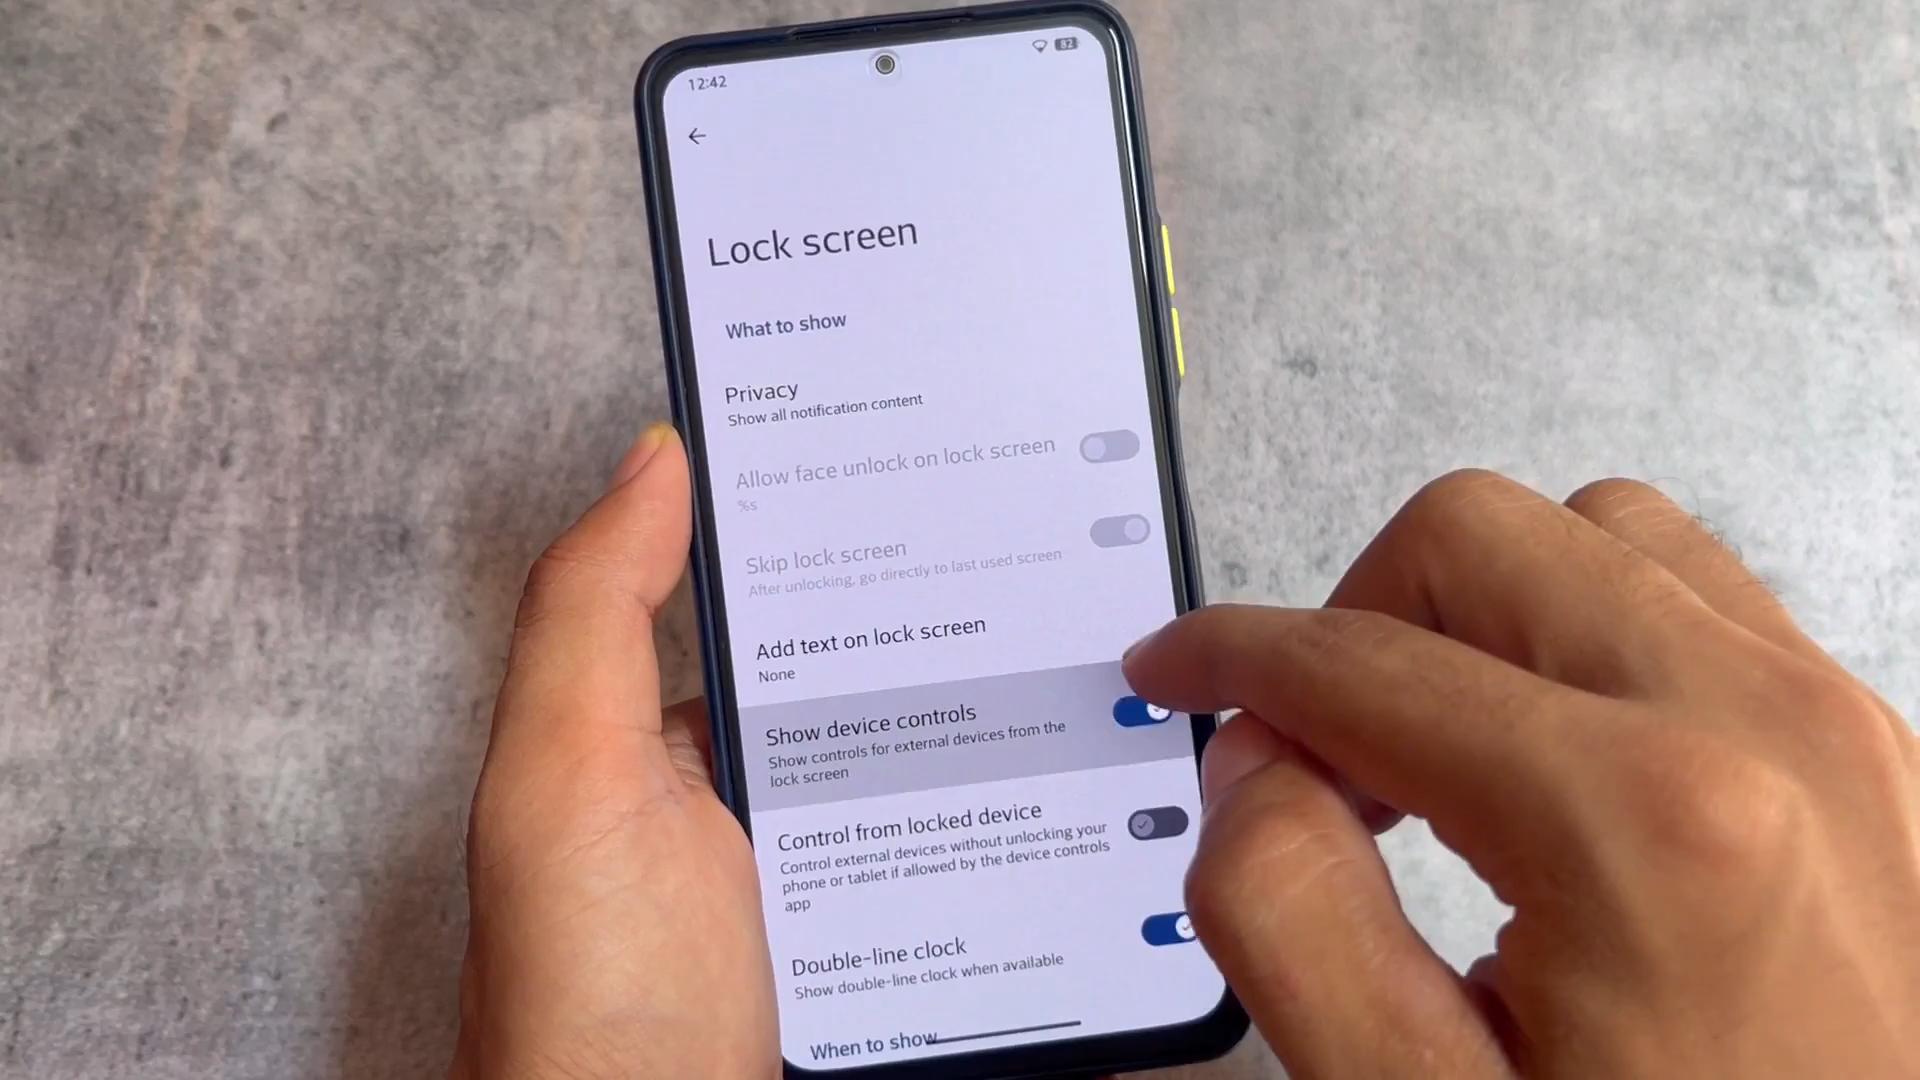 12:42
82
Lock screen
What to show
Privacy
Show all notification content
Allow face unlock on lock screen
%s
Skip lock screen
After unlocking, go directly to last used screen
Add text on lock screen
None
Show device controls
Show controls for external devices from the
lock screen
Control from locked device
Control external devices without unlocking your
phone or tablet if allowed by the device controls
app
Double-line clock
Show double-line clock when available
When to show